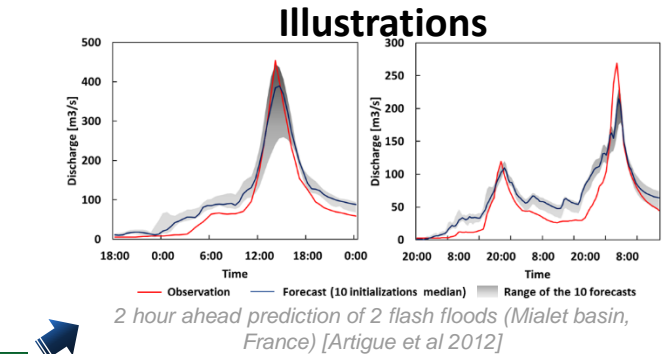 Illustrations
500
400
300
200
100
0
Discharge [m3/s]
18:00 0:00 6:00 12:00 18:00 0:00
Time
300
250
200
150
100
50
0
Discharge [m3/s]
20:00 8:00 20:00 8:00 20:00 8:00
Time
Observation Forecast (10 initializations median) Range of the 10 forecasts
2 hour ahead prediction of 2 flash floods (Mialet basin,
France) [Artigue et al 2012]